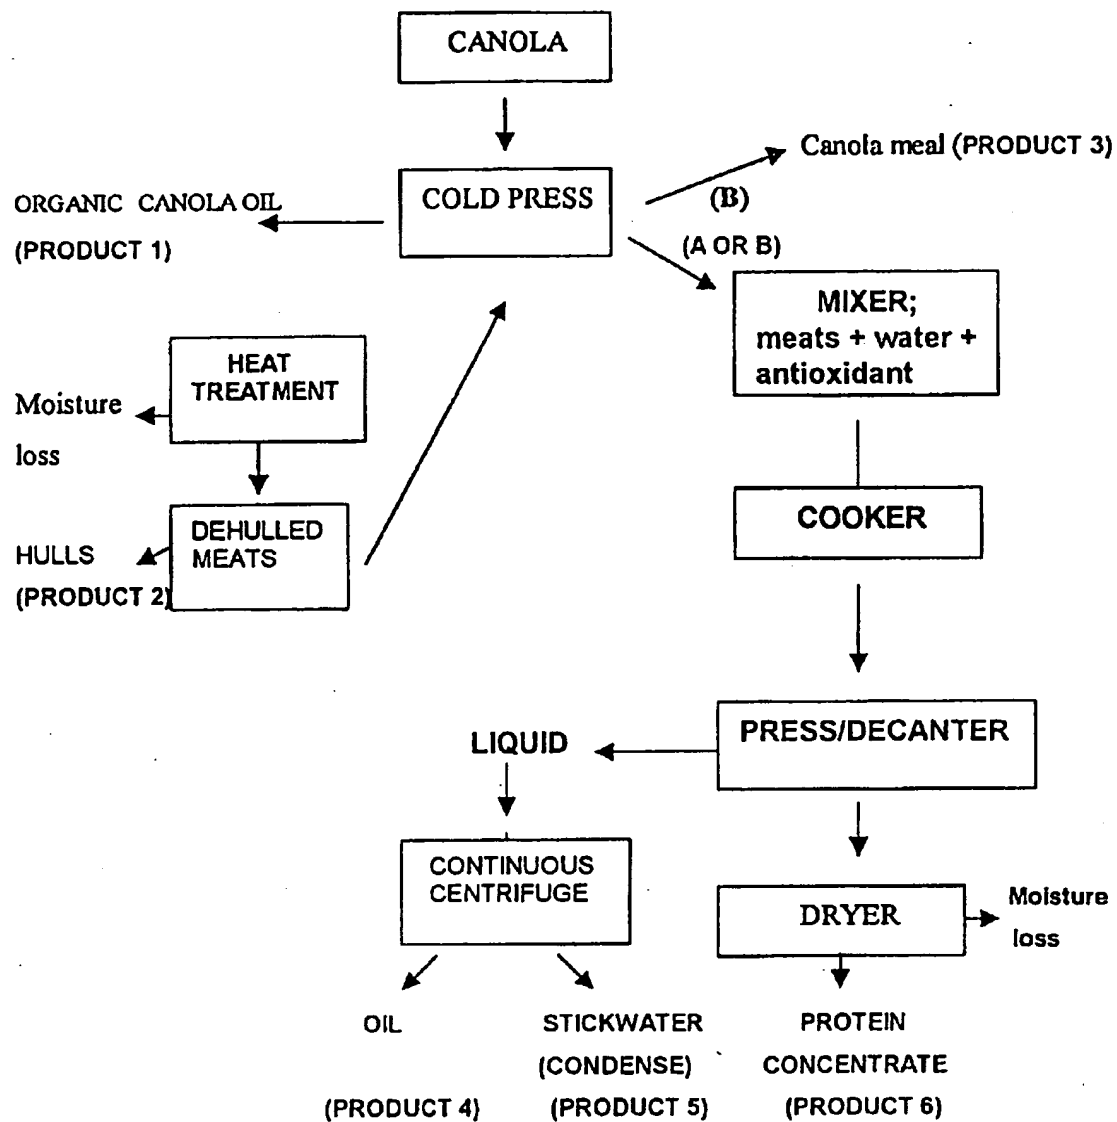 CANOLA
Canola meal (PRODUCT 3)
COLD PRESS
(B)
ORGANIC CANOLA OIL
(PRODUCT 1)
(A OR B)
MIXER;
meats + water +
antioxidant
HEAT
TREATMENT
Moisture
loss
DEHULLED
MEATS
HULLS
(PRODUCT 2)
COOKER
PRESS/DECANTER
LIQUID
CONTINUOUS
CENTRIFUGE
DRYER
Moisture
loss
OIL
(PRODUCT 4)
STICKWATER
(CONDENSE)
(PRODUCT 5)
PROTEIN
CONCENTRATE
(PRODUCT 6)